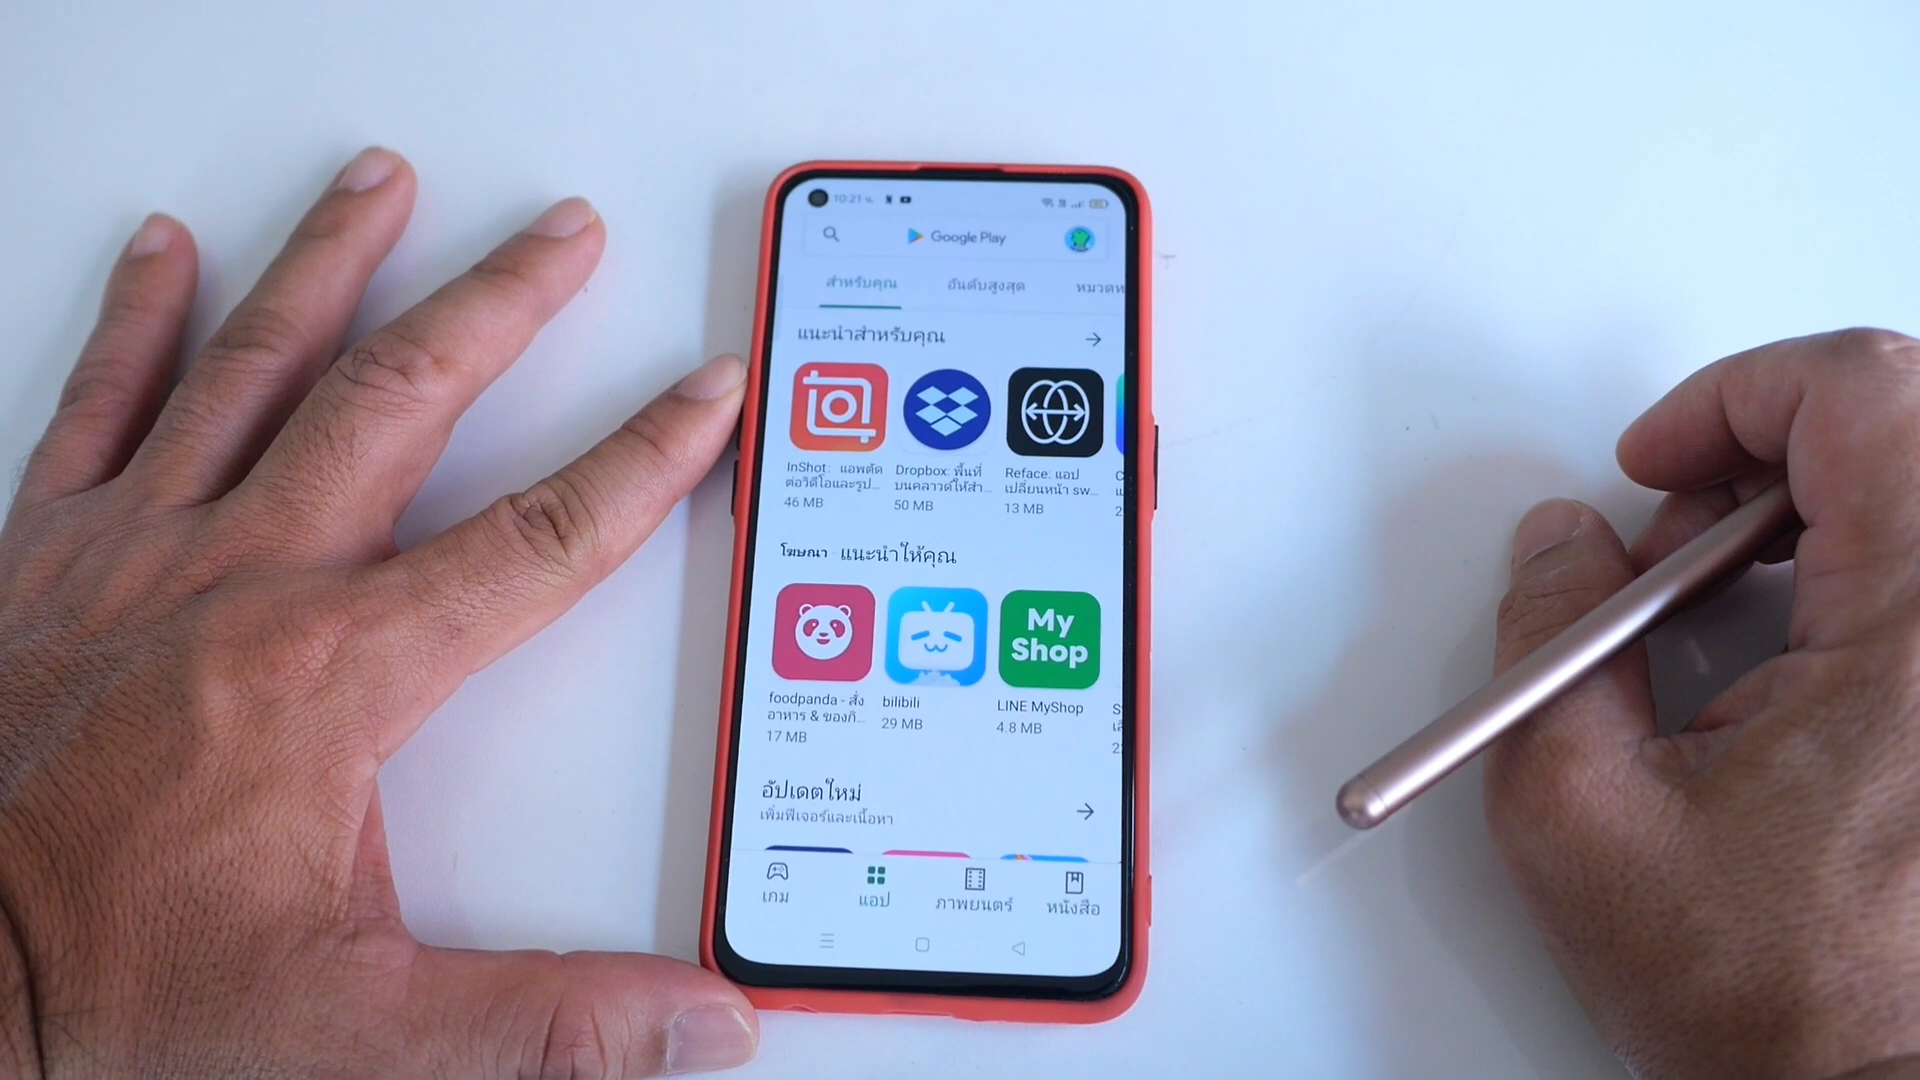 10:21 น.
Google Play
สำหรับคุณ อันดับสูงสุด หมวดห
แนะนำสำหรับคุณ
InShot: แอพตัด
ต่อวิดีโอและรูป...
46 MB
Dropbox: พื้นที่
บนคลาวด์ให้สำ...
50 MB
Reface: แอป
เปลี่ยนหน้า sw...
13 MB
โฆษณา · แนะนำให้คุณ
My
Shop
foodpanda - สั่ง
อาหาร & ของกิ...
17 MB
bilibili
29 MB
LINE MyShop
4.8 MB
อัปเดตใหม่
เพิ่มฟีเจอร์และเนื้อหา
เกม แอป ภาพยนตร์ หนังสือ